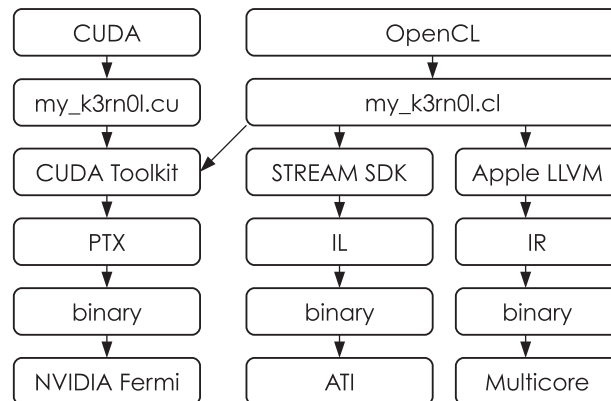 CUDA
OpenCL
my_k3rn0l.cu
my_k3rn0l.cl
CUDA Toolkit
STREAM SDK
Apple LLVM
PTX
IL
IR
binary
binary
binary
NVIDIA Fermi
ATI
Multicore